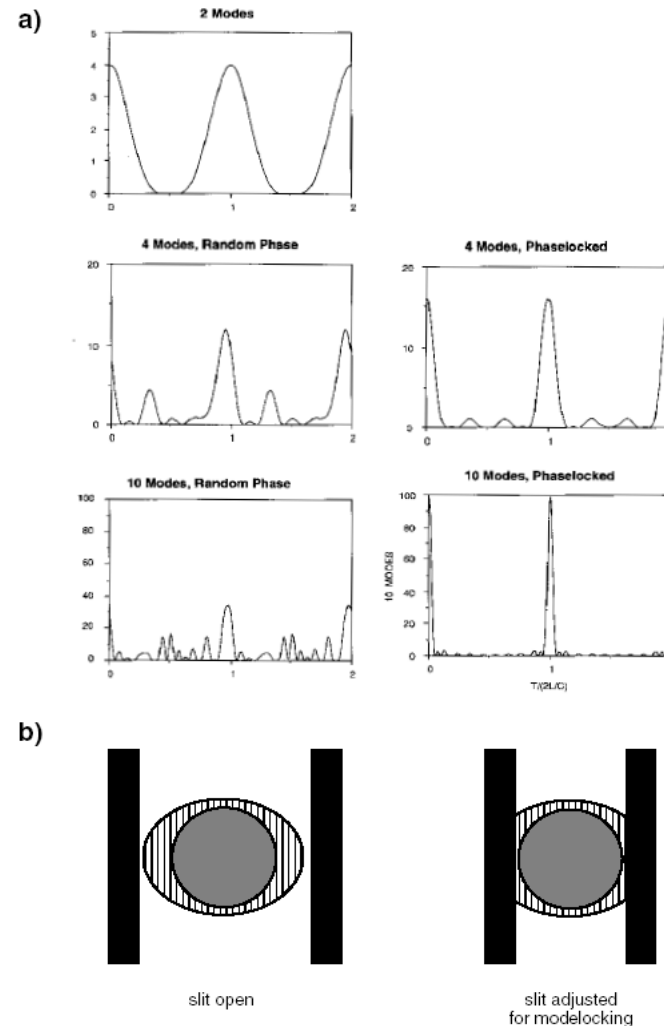 a)
2 Modes
5
4
3
2
1
0
0 1 2
4 Modes, Random Phase
20
10
0
0 1 2
4 Modes, Phaselocked
20
10
0
0 1
10 Modes, Random Phase
100
80
60
40
20
0
0 1 2
10 Modes, Phaselocked
100
80
60
40
20
0
10 MODES
0 1
T/(2L/C)
b)
slit open
slit adjusted
for modelocking